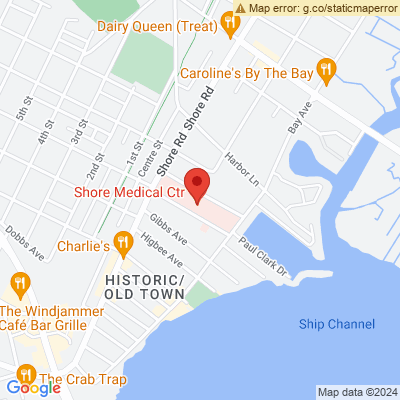 Map error: g.co/staticmaperror
Dairy Queen (Treat)
Caroline's By The Bay
Bay Ave
5th St
4th St
3rd St
2nd St
1st St
Centre St
Shore Rd
Shore Rd
Harbor Ln
Shore Medical Ctr
Gibbs Ave
Higbee Ave
Dobbs Ave
Paul Clark Dr
Charlie's
HISTORIC/
OLD TOWN
The Windjammer
Café Bar Grille
Ship Channel
The Crab Trap
Google
Map data ©2024